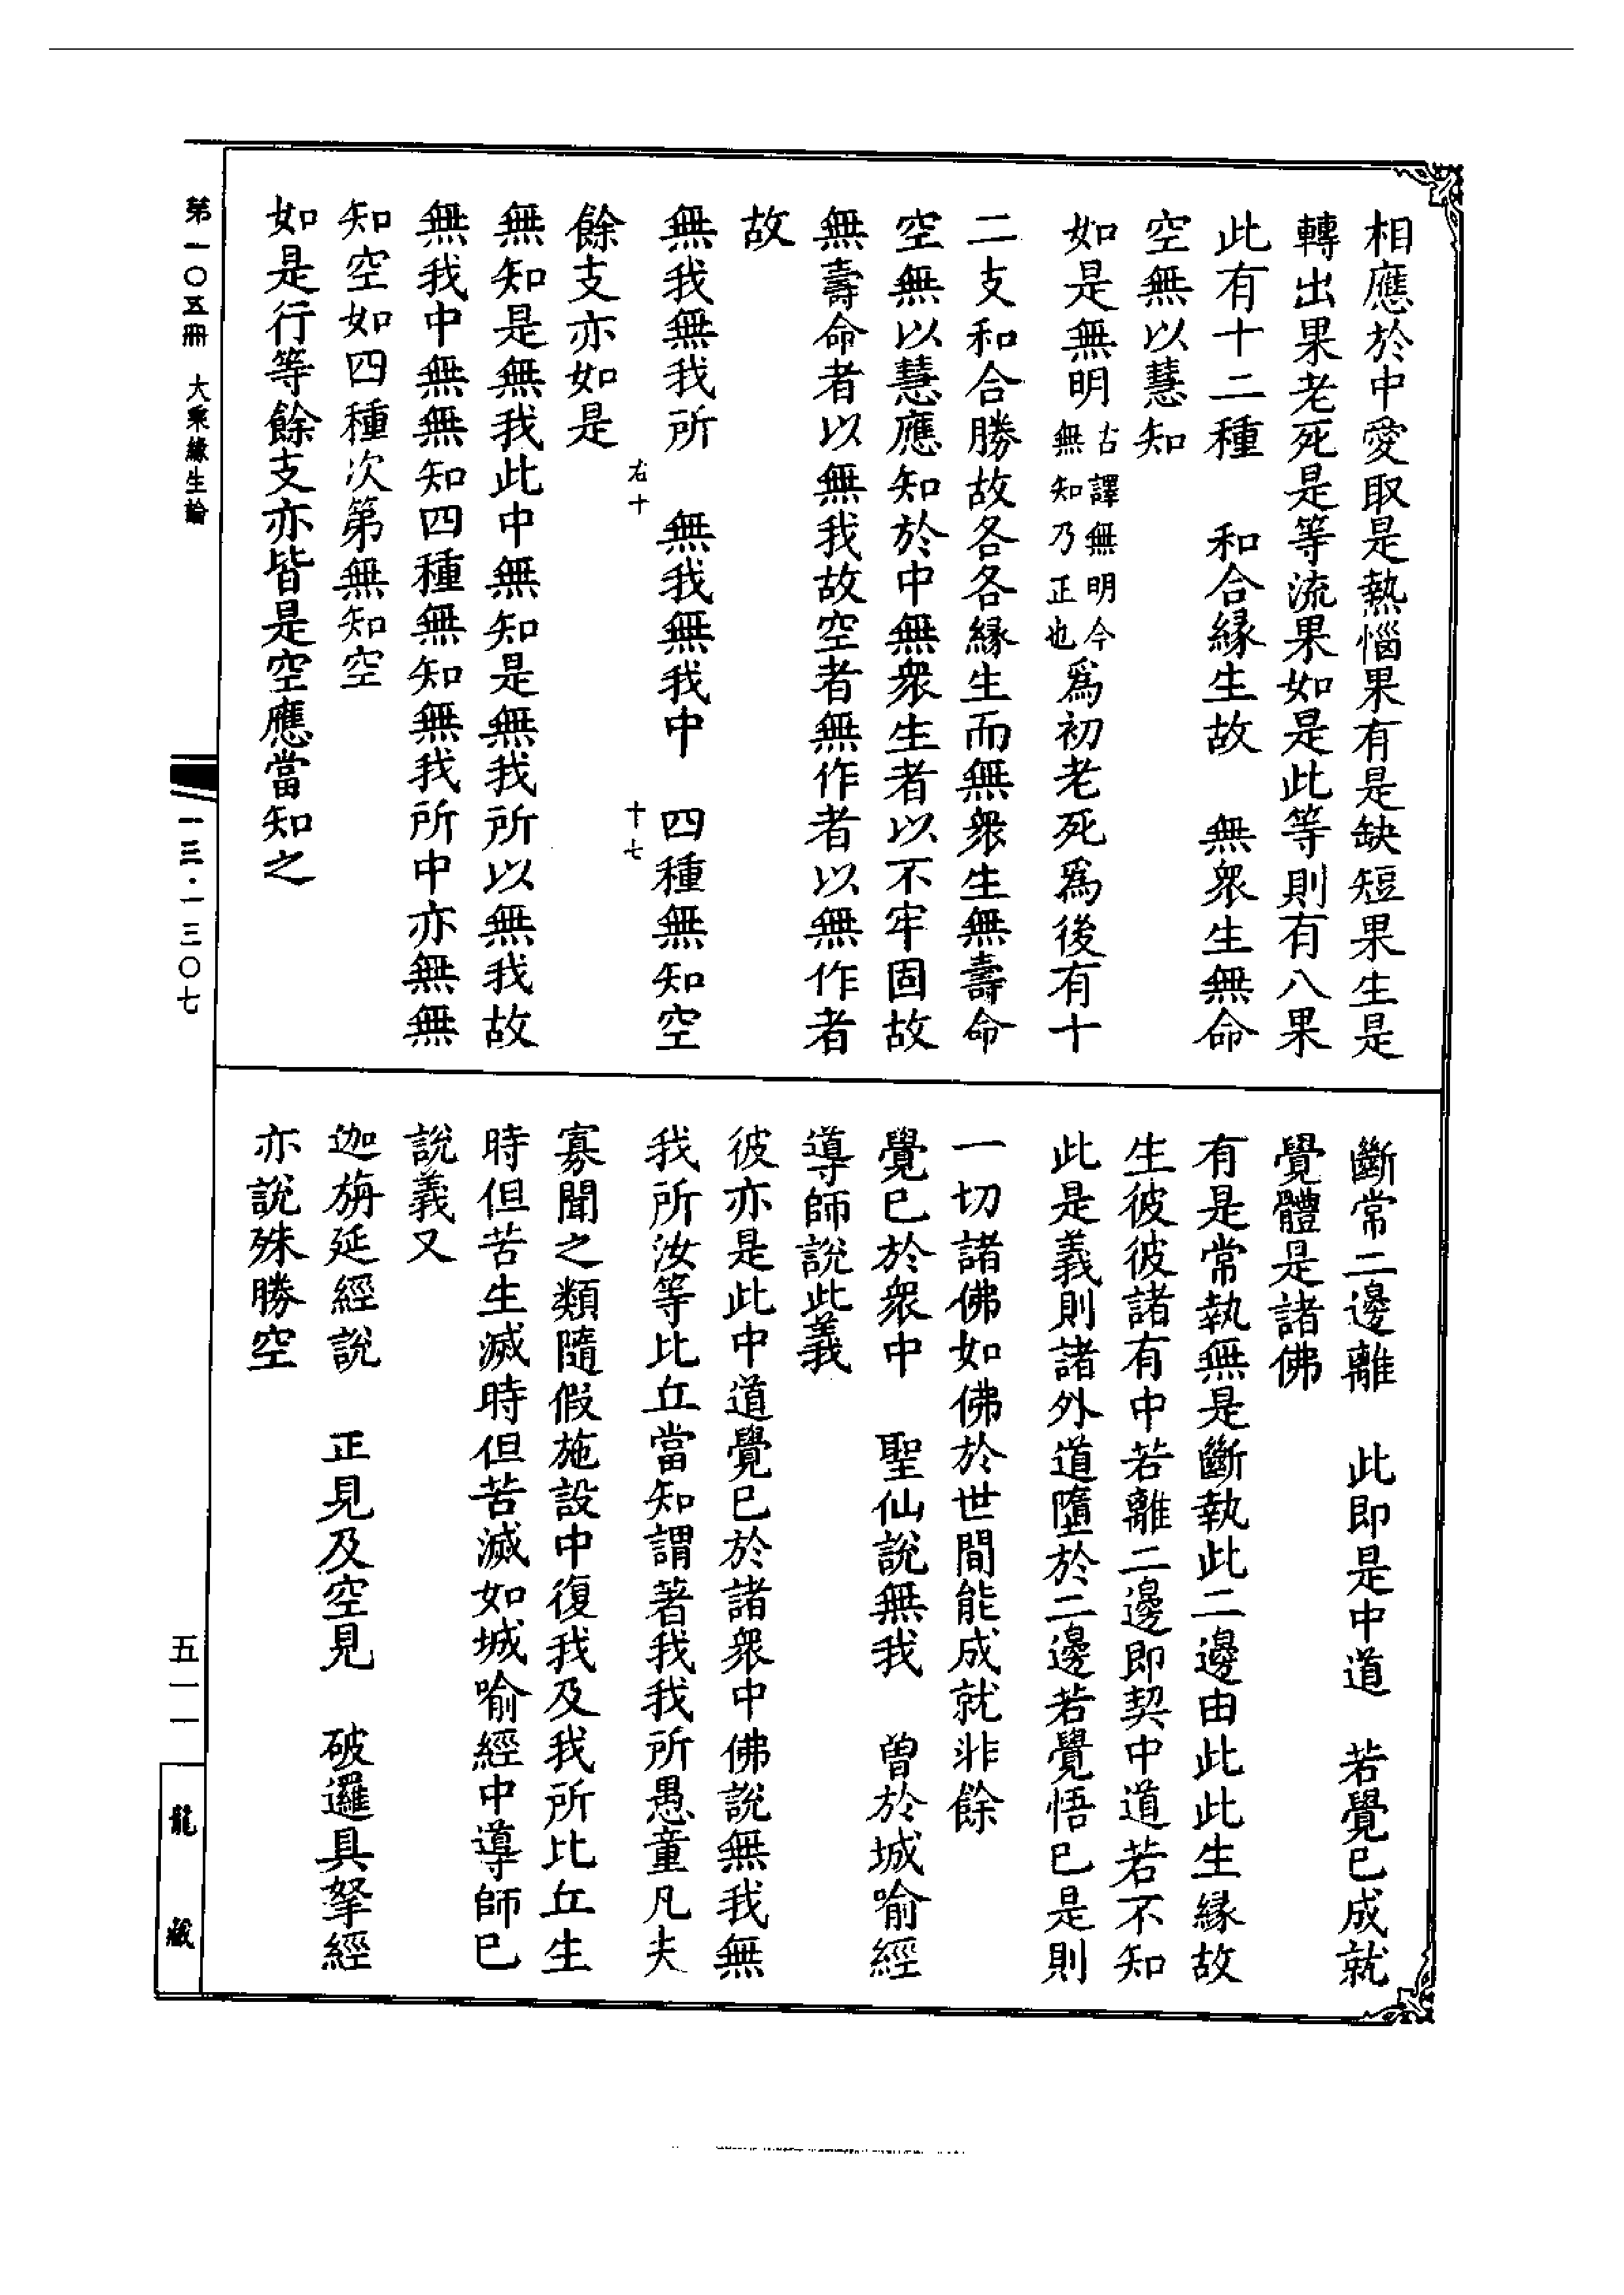 相應於中愛取是熱惱果有是缺短果生是
轉出果老死是等流果如是此等則有八果
此有十二種　和合緣生故　無衆生無命
空無以慧知
如是無明古譯無明今無知乃正也爲初老死爲後有十
二支和合勝故各各緣生而無衆生無壽命
空無以慧應知於中無衆生者以不牢固故
無壽命者以無我故空者無作者以無作者
故
無我無我所　無我無我中　四種無知空
右十　十七
餘支亦如是
無知是無我此中無知是無我所以無我故
無我中無無知四種無知無我所中亦無無
知空如四種次第無知空
如是行等餘支亦皆是空應當知之
斷常二邊離　此即是中道　若覺已成就
覺體是諸佛
有是常執無是斷執此二邊由此此生緣故
生彼彼諸有中若離二邊即契中道若不知
此是義則諸外道墮於二邊若覺悟已是則
一切諸佛如佛於世間能成就非餘
覺已於衆中　聖仙說無我　曾於城喻經
導師說此義
彼亦是此中道覺已於諸衆中佛說無我無
我所汝等比丘當知謂著我我所愚童凡夫
寡聞之類隨假施設中復我及我所比丘生
時但苦生滅時但苦滅如城喻經中導師已
說義又
迦旃延經說　正見及空見　破邏具拏經
亦說殊勝空
第一〇五冊　大乘緣生論
一三·一三〇七
五一一
龍藏